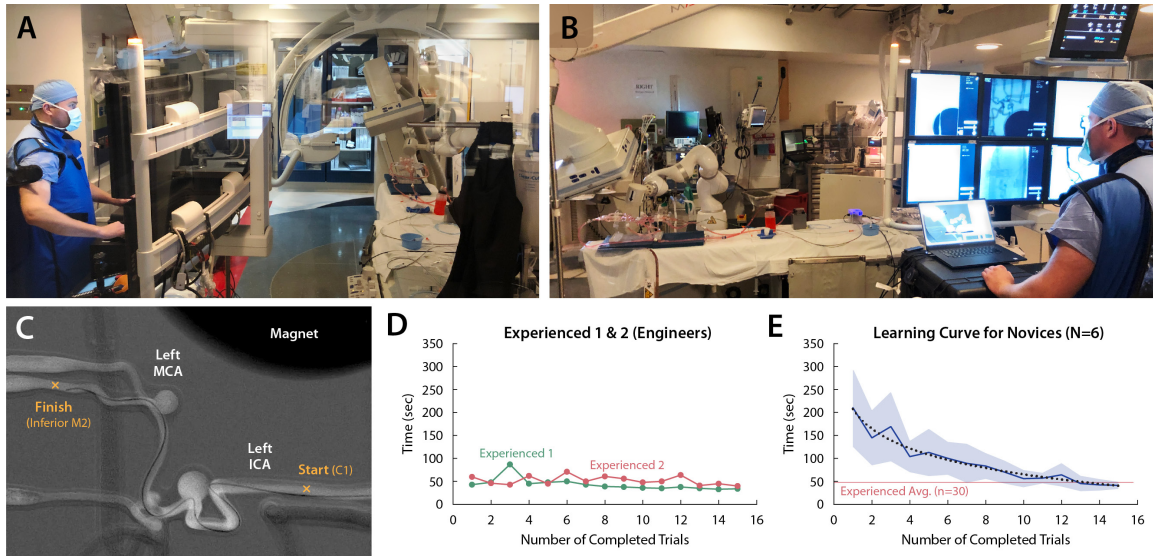 A
B
C
Magnet
Left
MCA
Finish
(Inferior M2)
Left
ICA
Start (C1)
D
Experienced 1 & 2 (Engineers)
350
300
250
200
150
100
50
0
Time (sec)
Experienced 1
Experienced 2
0 2 4 6 8 10 12 14 16
Number of Completed Trials
E
Learning Curve for Novices (N=6)
350
300
250
200
150
100
50
0
Time (sec)
Experienced Avg. (n=30)
0 2 4 6 8 10 12 14 16
Number of Completed Trials